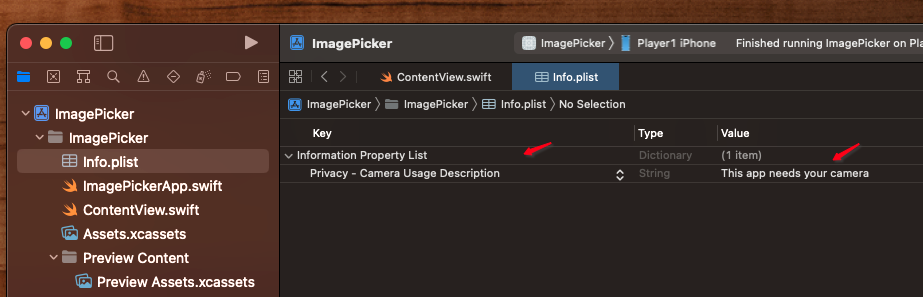 ImagePicker
ImagePicker
Player1 iPhone
Finished running ImagePicker on Pla
ContentView.swift
Info.plist
ImagePicker
ImagePicker
Info.plist
No Selection
ImagePicker
ImagePicker
Info.plist
ImagePickerApp.swift
ContentView.swift
Assets.xcassets
Preview Content
Preview Assets.xcassets
Key Type Value
Information Property List Dictionary (1 item)
Privacy - Camera Usage Description String This app needs your camera